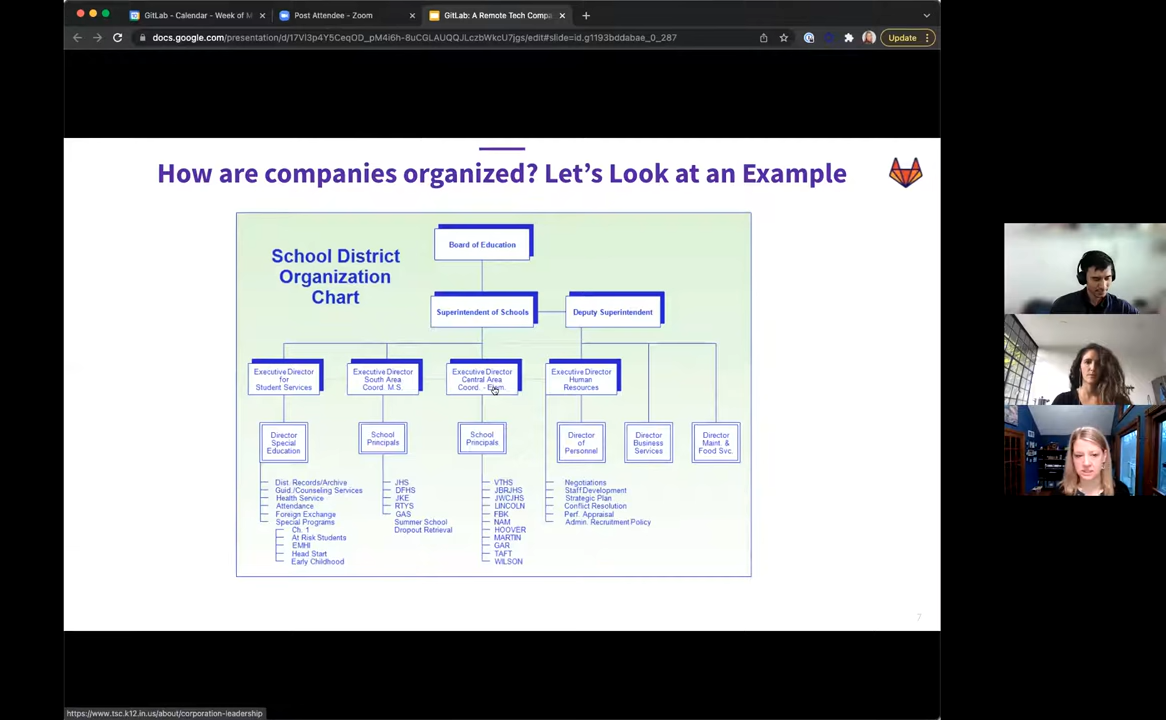 GitLab - Calendar - Week of M
Post Attendee - Zoom
GitLab: A Remote Tech Compa
docs.google.com/presentation/d/17Vl3p4Y5CeqOD_pM4i6h-8uCGLAUQQJLczbWkcU7jgs/edit#slide=id.g1193bddabae_0_287
Update
How are companies organized? Let's Look at an Example
School District
Organization
Chart
Board of Education
Superintendent of Schools
Deputy Superintendent
Executive Director
for
Student Services
Executive Director
South Area
Coord. M.S.
Executive Director
Central Area
Coord. - Elem.
Executive Director
Human
Resources
Director
Special
Education
School
Principals
School
Principals
Director
of
Personnel
Director
Business
Services
Director
Maint. &
Food Svc.
Dist. Records/Archive
Guid./Counseling Services
Health Service
Attendance
Foreign Exchange
Special Programs
Ch. 1
At Risk Students
EMHI
Head Start
Early Childhood
JHS
DFHS
JKE
RTYS
GAS
Summer School
Dropout Retrieval
VTHS
JBRJHS
JWCJHS
LINCOLN
FBK
NAM
HOOVER
MARTIN
GAR
TAFT
WILSON
Negotiations
Staff Development
Strategic Plan
Conflict Resolution
Perf. Appraisal
Admin. Recruitment Policy
7
https://www.tsc.k12.in.us/about/corporation-leadership